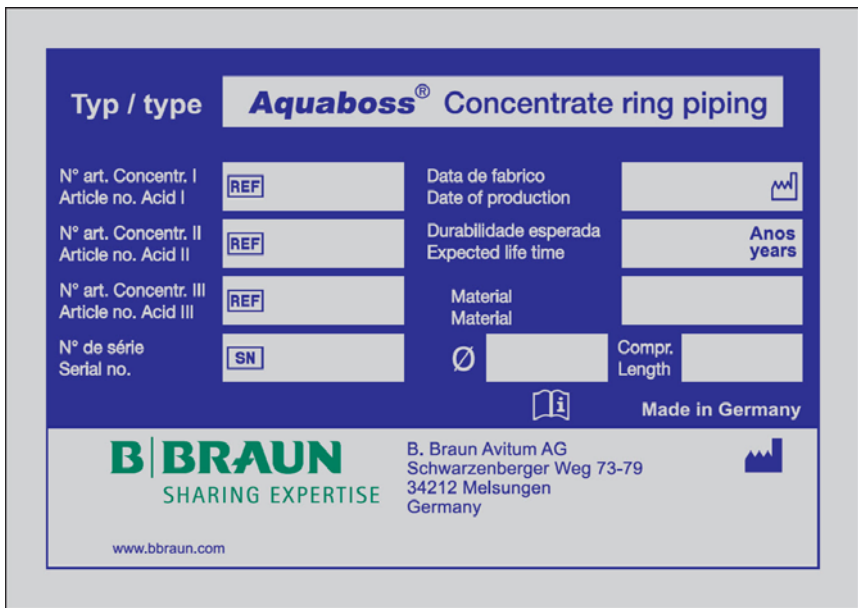 Typ / type Aquaboss® Concentrate ring piping
N° art. Concentr. I
Article no. Acid I
REF
Data de fabrico
Date of production
N° art. Concentr. II
Article no. Acid II
REF
Durabilidade esperada
Expected life time
Anos
years
N° art. Concentr. III
Article no. Acid III
REF
Material
Material
N° de série
Serial no.
SN
Ø
Compr.
Length
i
Made in Germany
B|BRAUN
SHARING EXPERTISE
B. Braun Avitum AG
Schwarzenberger Weg 73-79
34212 Melsungen
Germany
www.bbraun.com